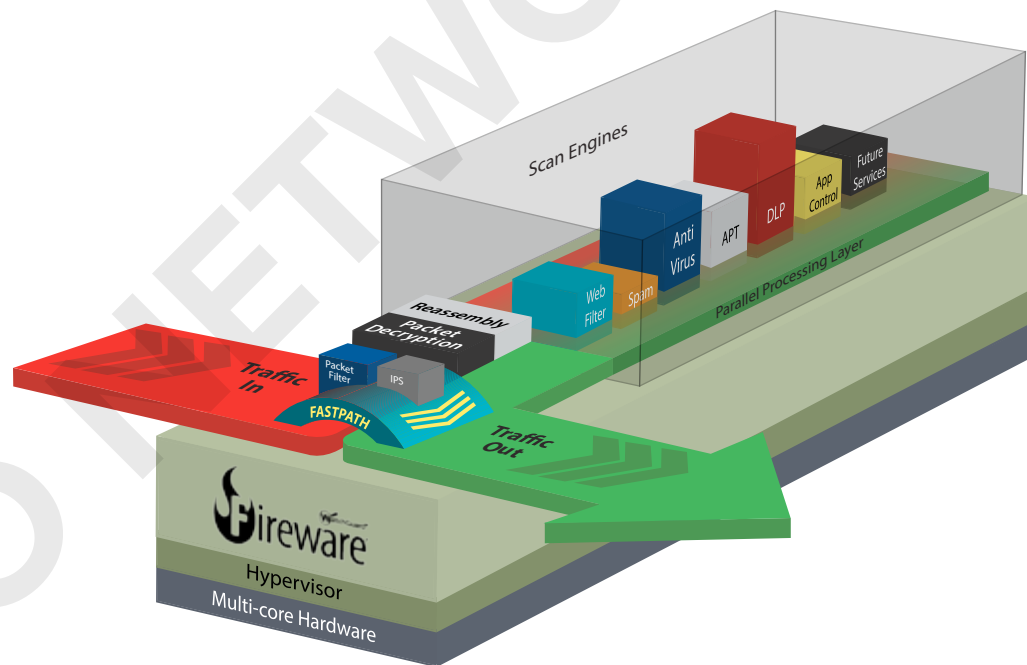 O NETWO
Scan Engines
Future
Services
App
Control
DLP
APT
Anti
Virus
Spam
Web
Filter
Parallel Processing Layer
Reassembly
Packet
Decryption
Packet
Filter
IPS
FASTPATH
Traffic
In
Traffic
Out
Fireware
Hypervisor
Multi-core Hardware